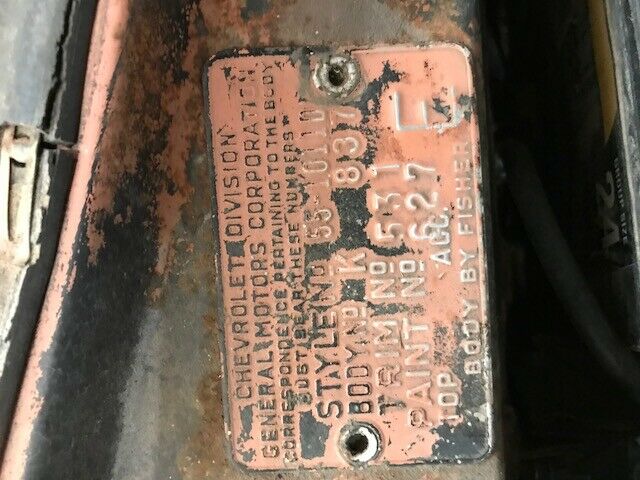 CHEVROLET DIVISION
GENERAL MOTORS CORPORATION
CORRESPONDENCE PERTAINING TO THE BODY
MUST BEAR THESE NUMBERS
STYLE NO 55-1011D
BODY NO K 837
TRIM NO 531
PAINT NO 627 E
TOP ACC.
BODY BY FISHER